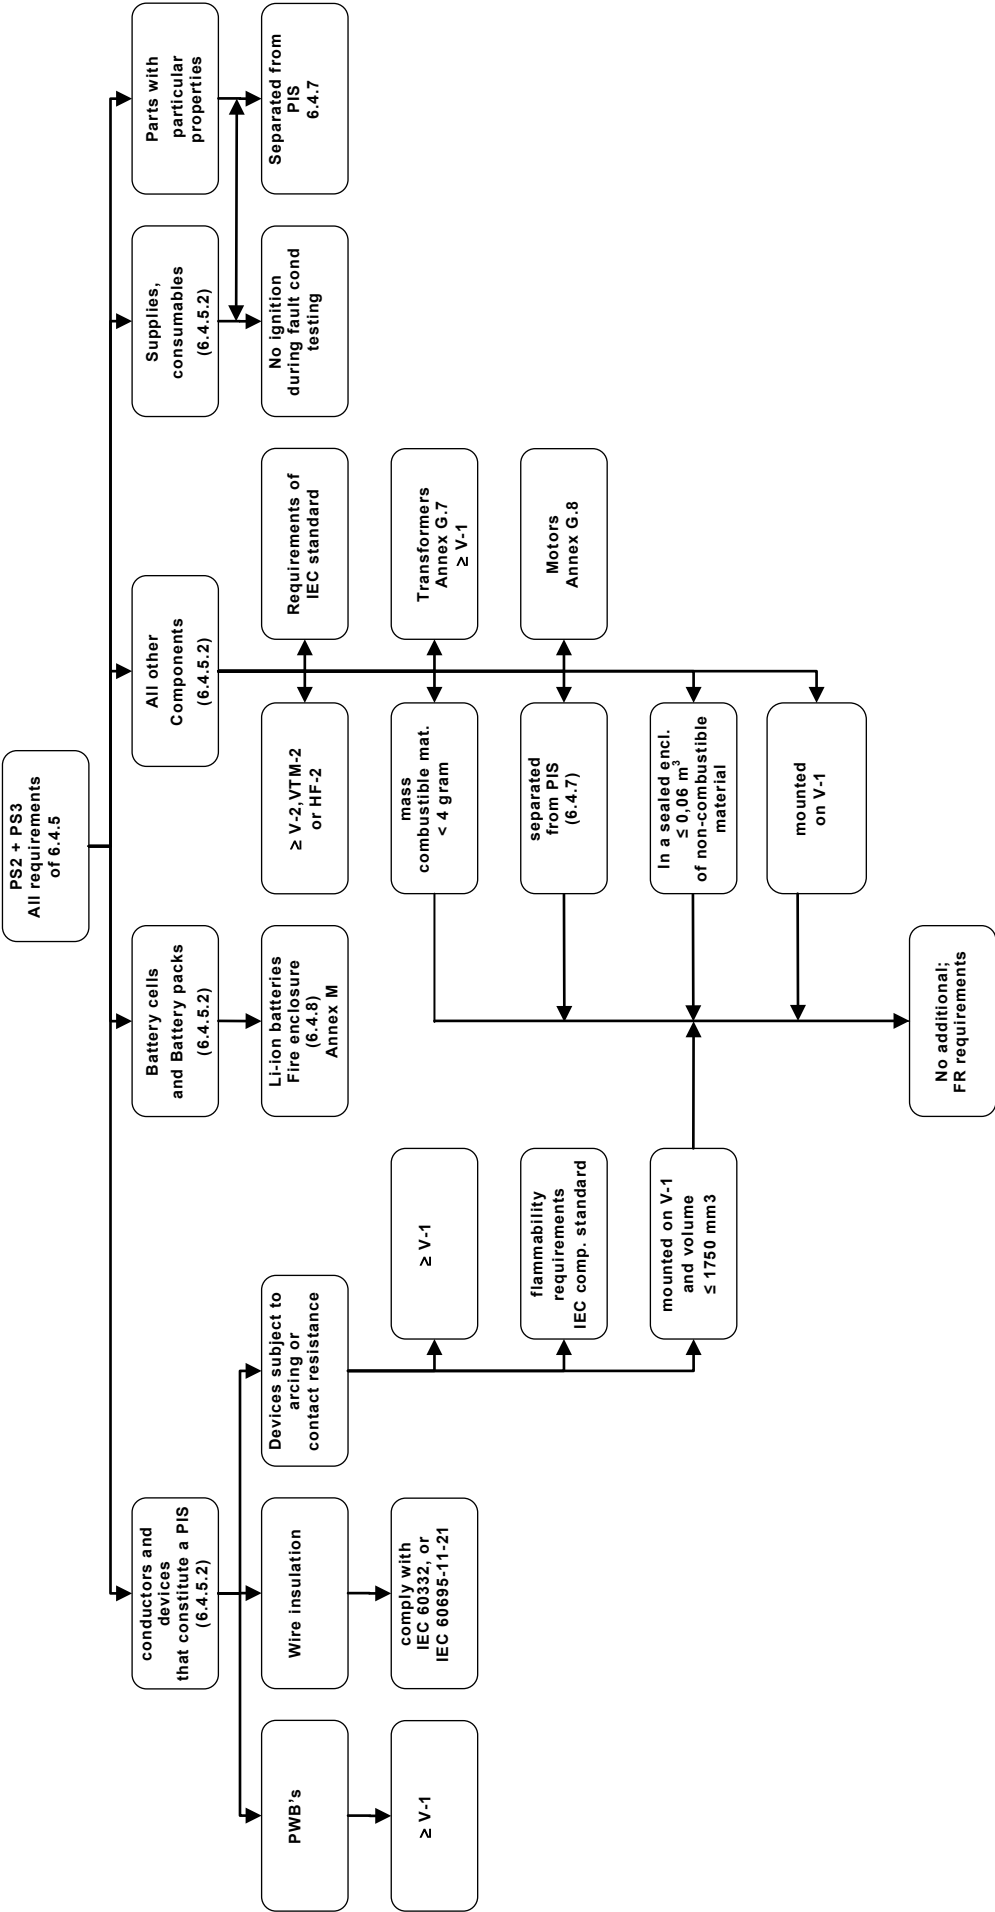 PS2 + PS3
All requirements
of 6.4.5
conductors and
devices
that constitute a PIS
(6.4.5.2)
Battery cells
and Battery packs
(6.4.5.2)
All other
Components
(6.4.5.2)
Supplies,
consumables
(6.4.5.2)
Parts with
particular
properties
PWB's
Wire insulation
Devices subject to
arcing or
contact resistance
Li-ion batteries
Fire enclosure
(6.4.8)
Annex M
≥ V-2,VTM-2
or HF-2
Requirements of
IEC standard
No ignition
during fault cond
testing
Separated from
PIS
6.4.7
≥ V-1
comply with
IEC 60332, or
IEC 60695-11-21
≥ V-1
mass
combustible mat.
< 4 gram
Transformers
Annex G.7
≥ V-1
flammability
requirements
IEC comp. standard
separated
from PIS
(6.4.7)
Motors
Annex G.8
mounted on V-1
and volume
≤ 1750 mm3
In a sealed encl.
≤ 0,06 m³
of non-combustible
material
mounted
on V-1
No additional;
FR requirements